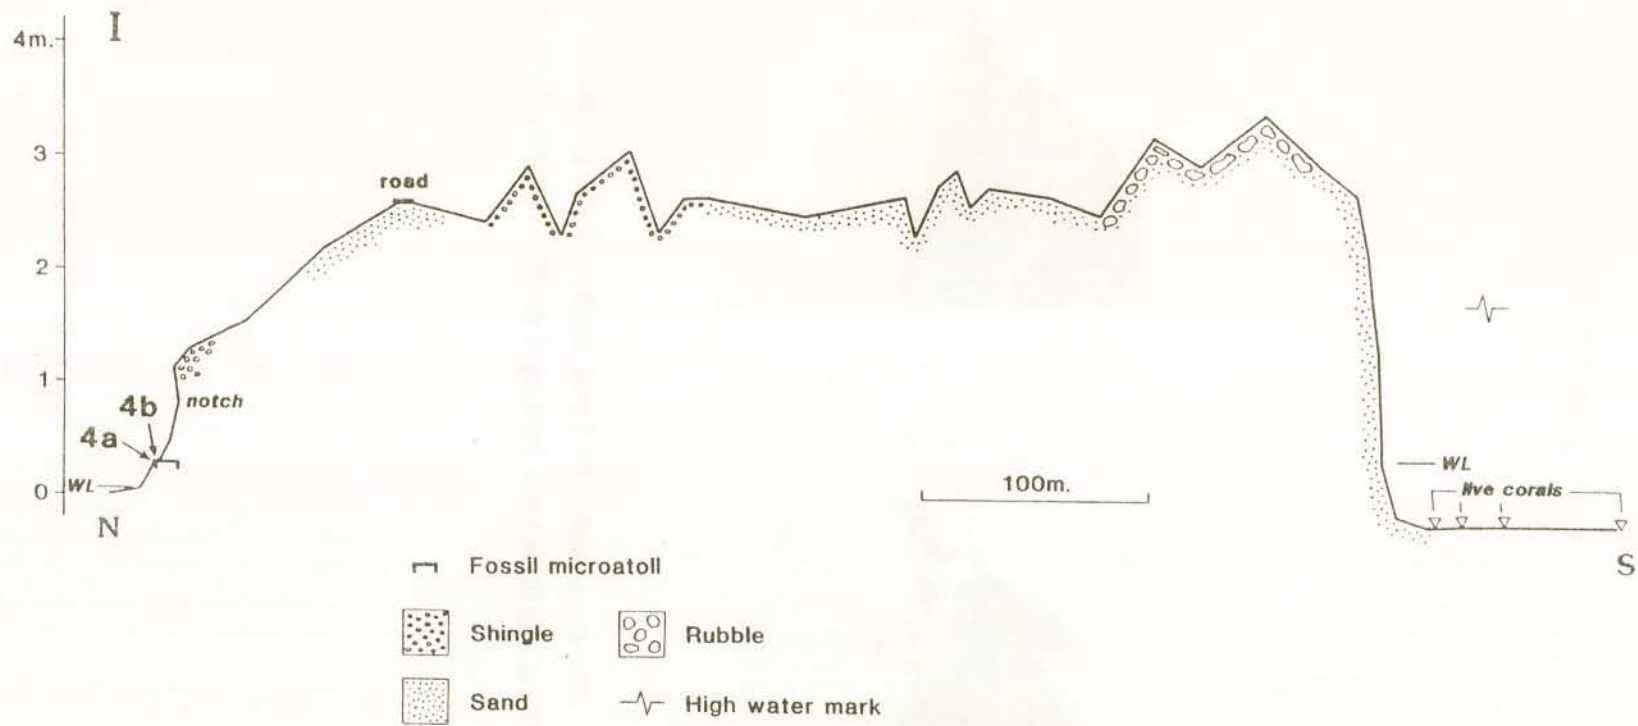 I
4m.
3
road
2
1
notch
4b
4a
WL
0
N
100m.
WL
live corals
S
Fossil microatoll
Shingle
Rubble
Sand
High water mark